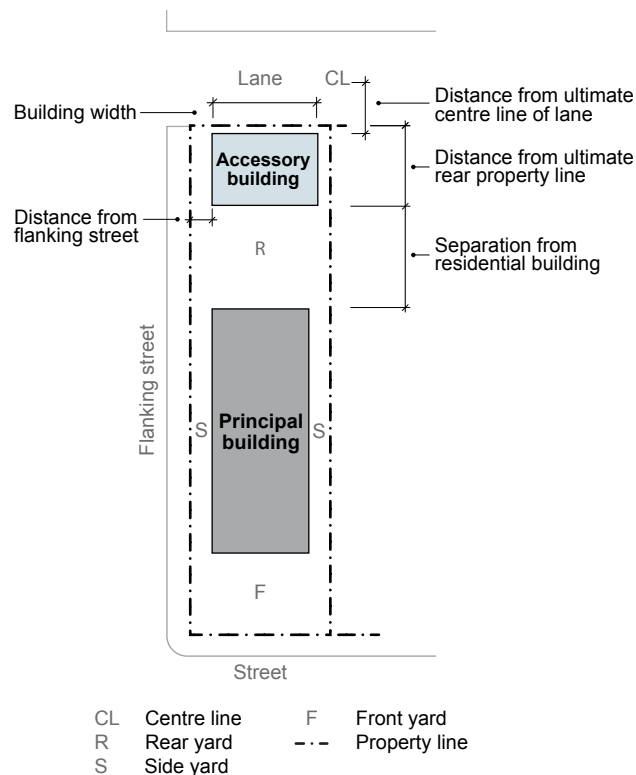 Lane
CL
Building width
Distance from ultimate
centre line of lane
Accessory
building
Distance from ultimate
rear property line
Distance from
flanking street
R
Separation from
residential building
Flanking street
S
Principal
building
S
F
Street
CL Centre line
F Front yard
R Rear yard
Property line
S Side yard